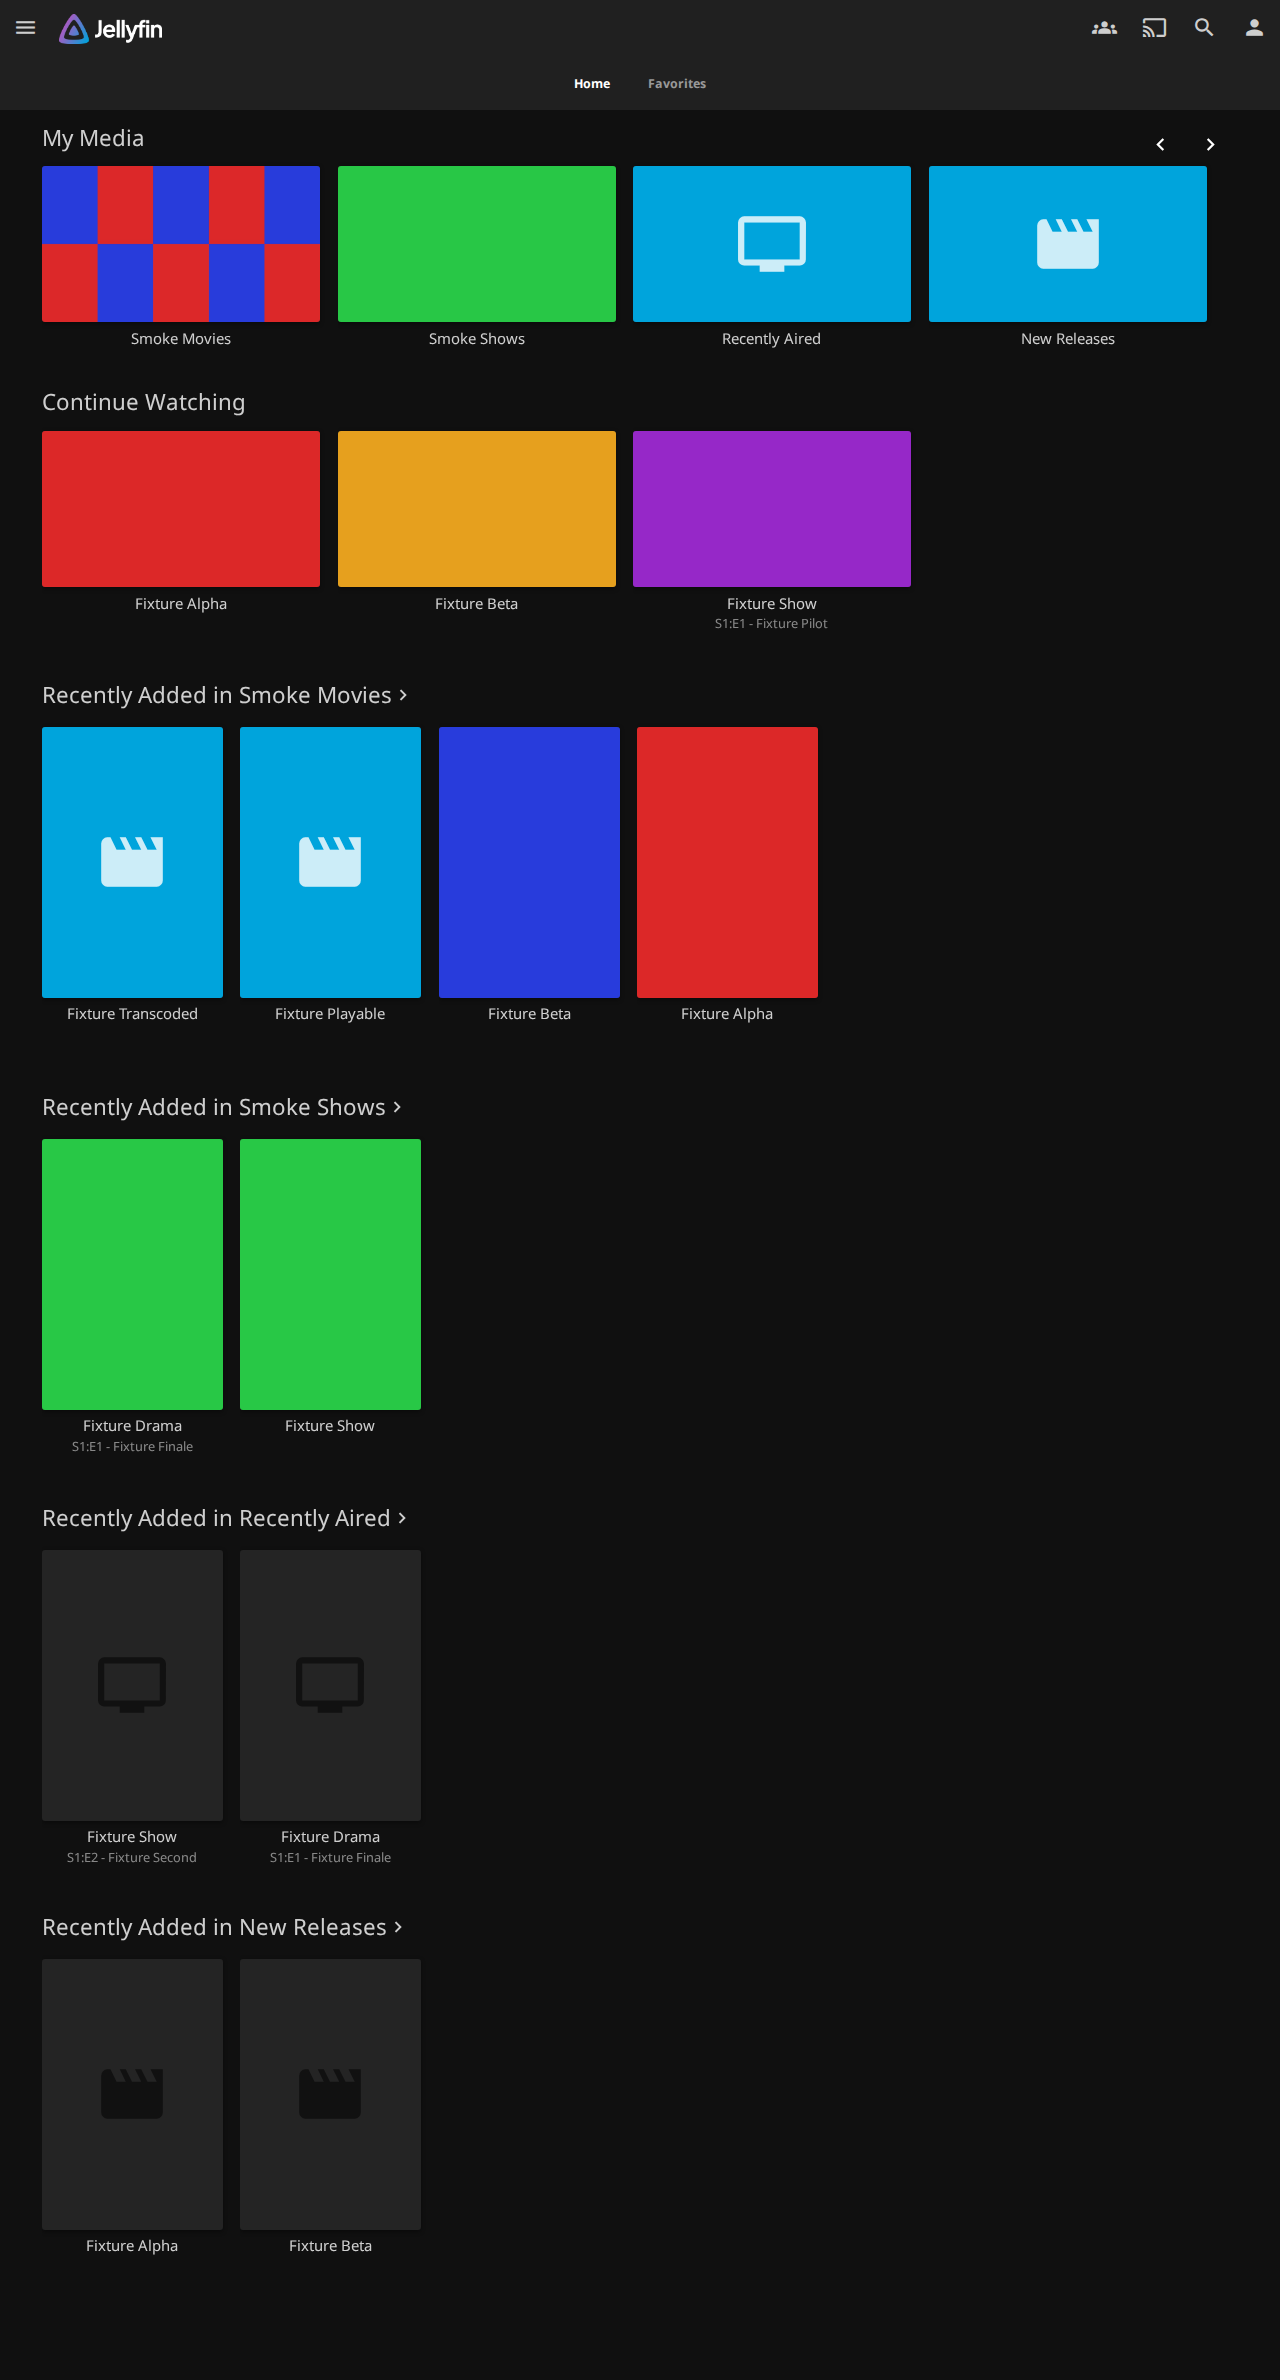 Jellyfin
Home Favorites
My Media
Smoke Movies Smoke Shows Recently Aired New Releases
Continue Watching
Fixture Alpha Fixture Beta Fixture Show
S1:E1 - Fixture Pilot
Recently Added in Smoke Movies
Fixture Transcoded Fixture Playable Fixture Beta Fixture Alpha
Recently Added in Smoke Shows
Fixture Drama Fixture Show
S1:E1 - Fixture Finale
Recently Added in Recently Aired
Fixture Show Fixture Drama
S1:E2 - Fixture Second S1:E1 - Fixture Finale
Recently Added in New Releases
Fixture Alpha Fixture Beta